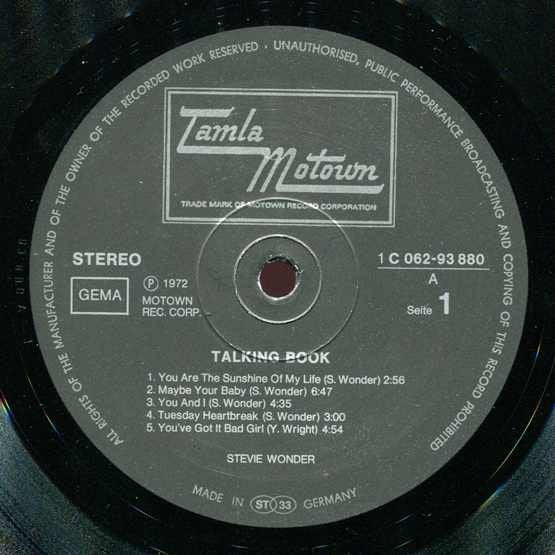 ALL RIGHTS OF THE MANUFACTURER AND OF THE OWNER OF THE RECORDED WORK RESERVED · UNAUTHORISED, PUBLIC PERFORMANCE BROADCASTING AND COPYING OF THIS RECORD PROHIBITED
Tamla
Motown
TRADE MARK OF MOTOWN RECORD CORPORATION
STEREO
1 C 062-93 880
GEMA
Ⓟ 1972
MOTOWN
REC. CORP.
A
Seite 1
TALKING BOOK
1. You Are The Sunshine Of My Life (S. Wonder) 2:56
2. Maybe Your Baby (S. Wonder) 6:47
3. You And I (S. Wonder) 4:35
4. Tuesday Heartbreak (S. Wonder) 3:00
5. You've Got It Bad Girl (Y. Wright) 4:54
STEVIE WONDER
MADE IN ST 33 GERMANY